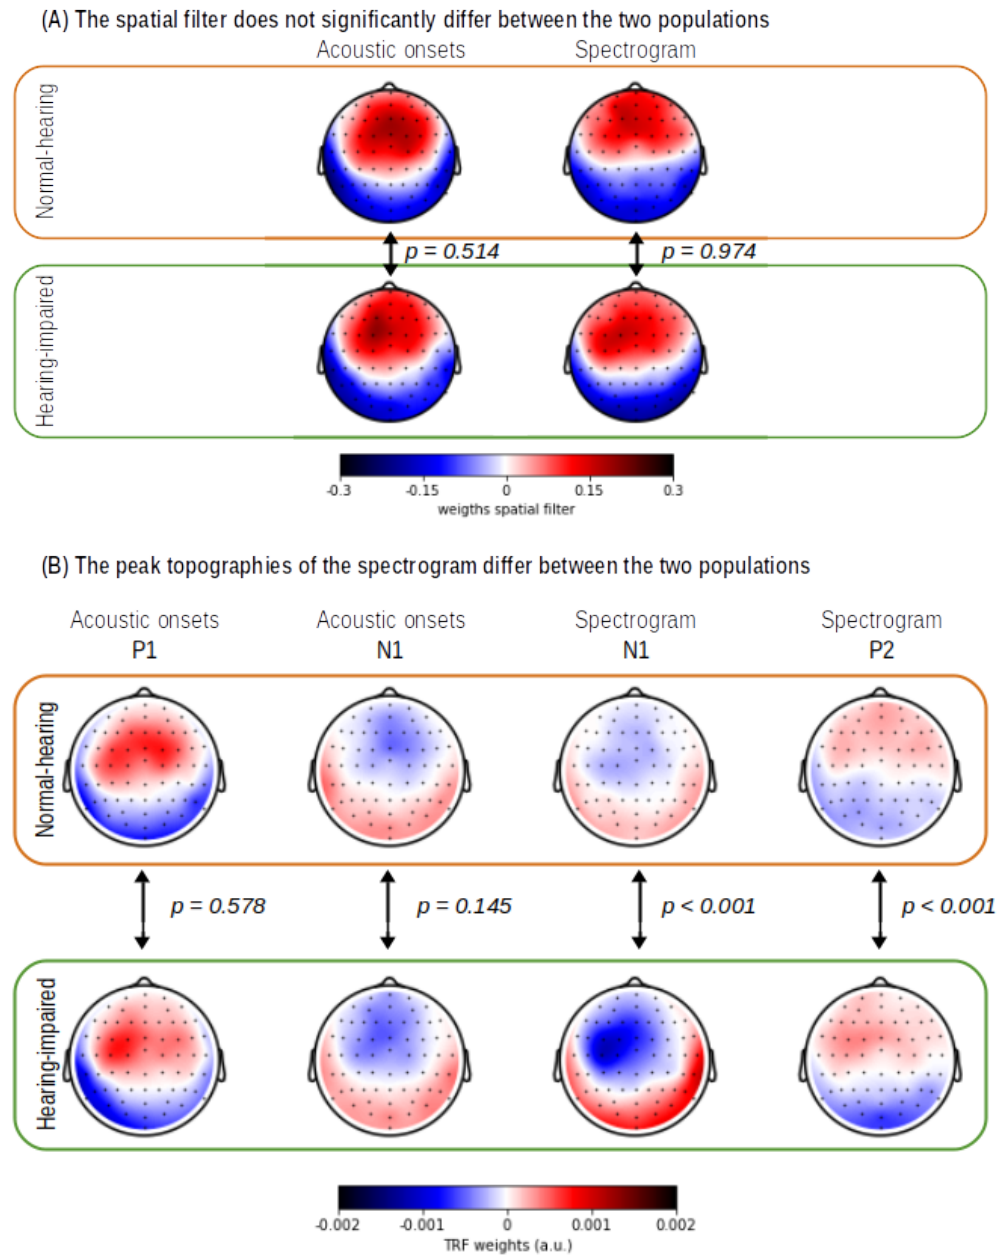 (A) The spatial filter does not significantly differ between the two populations
Acoustic onsets Spectrogram
Normal-hearing
p = 0.514 p = 0.974
Hearing-impaired
-0.3 -0.15 0 0.15 0.3
weigths spatial filter
(B) The peak topographies of the spectrogram differ between the two populations
Acoustic onsets Acoustic onsets Spectrogram Spectrogram
P1 N1 N1 P2
Normal-hearing
p = 0.578 p = 0.145 p < 0.001 p < 0.001
Hearing-impaired
-0.002 -0.001 0 0.001 0.002
TRF weights (a.u.)